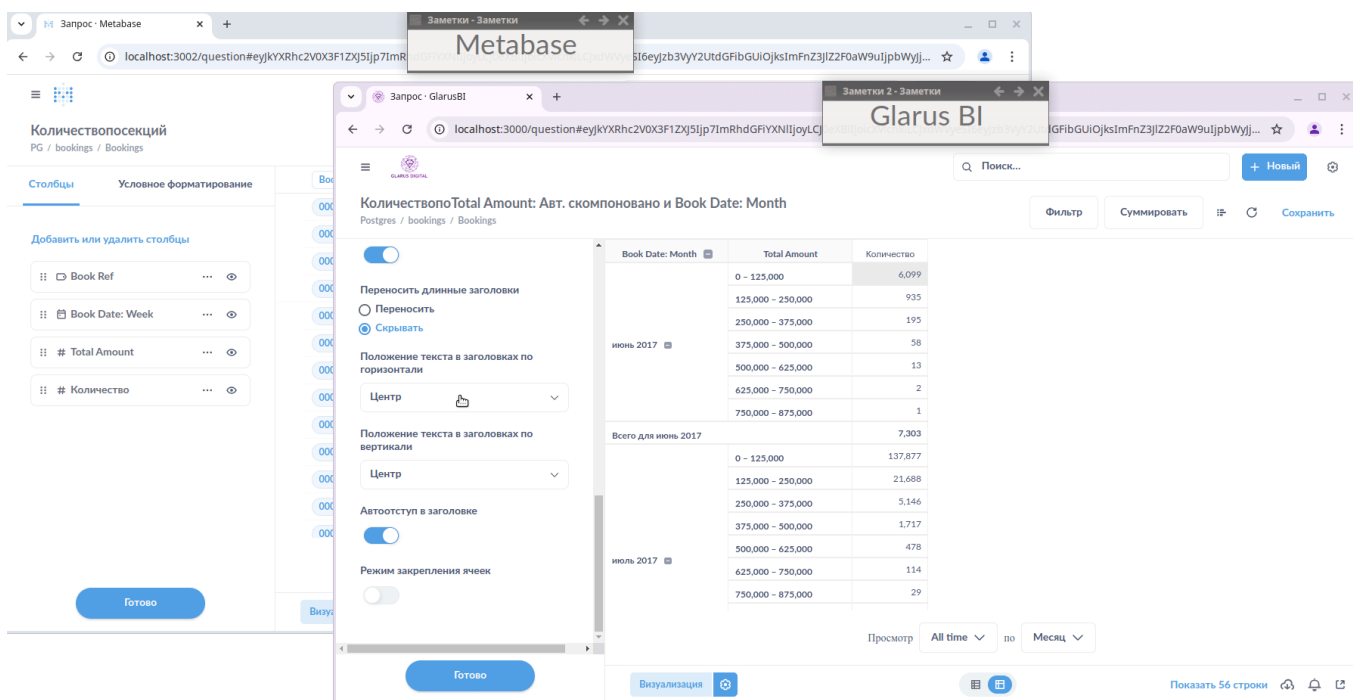 Запрос · Metabase
Заметки - Заметки
Metabase
localhost:3002/question#eyJkYXRhc2V0X3F1ZXJ5Ijp7ImR
SI6eyJzb3VyY2UtdGFibGUiOjksImFnZ3JlZ2F0aW9uIjpbWyJj...
Количествопосекций
PG / bookings / Bookings
Столбцы
Условное форматирование
Добавить или удалить столбцы
Book Ref
Book Date: Week
Total Amount
Количество
Готово
Запрос · GlarusBI
Заметки 2 - Заметки
Glarus BI
localhost:3000/question#eyJkYXRhc2V0X3F1ZXJ5Ijp7ImRhdGFiYXNlIjoyLCJ
dGFibGUiOjksImFnZ3JlZ2F0aW9uIjpbWyJj...
GLARUS DIGITAL
Поиск...
+ Новый
КоличествопоTotal Amount: Авт. скомпоновано и Book Date: Month
Postgres / bookings / Bookings
Фильтр
Суммировать
Сохранить
Переносить длинные заголовки
Переносить
Скрывать
Положение текста в заголовках по
горизонтали
Центр
Положение текста в заголовках по
вертикали
Центр
Автоотступ в заголовке
Режим закрепления ячеек
Готово
Book Date: Month Total Amount Количество
0 – 125,000 6,099
125,000 – 250,000 935
250,000 – 375,000 195
июнь 2017 375,000 – 500,000 58
500,000 – 625,000 13
625,000 – 750,000 2
750,000 – 875,000 1
Всего для июнь 2017 7,303
0 – 125,000 137,877
125,000 – 250,000 21,688
250,000 – 375,000 5,146
375,000 – 500,000 1,717
500,000 – 625,000 478
июль 2017 625,000 – 750,000 114
750,000 – 875,000 29
Просмотр All time по Месяц
Визуализация
Показать 56 строки